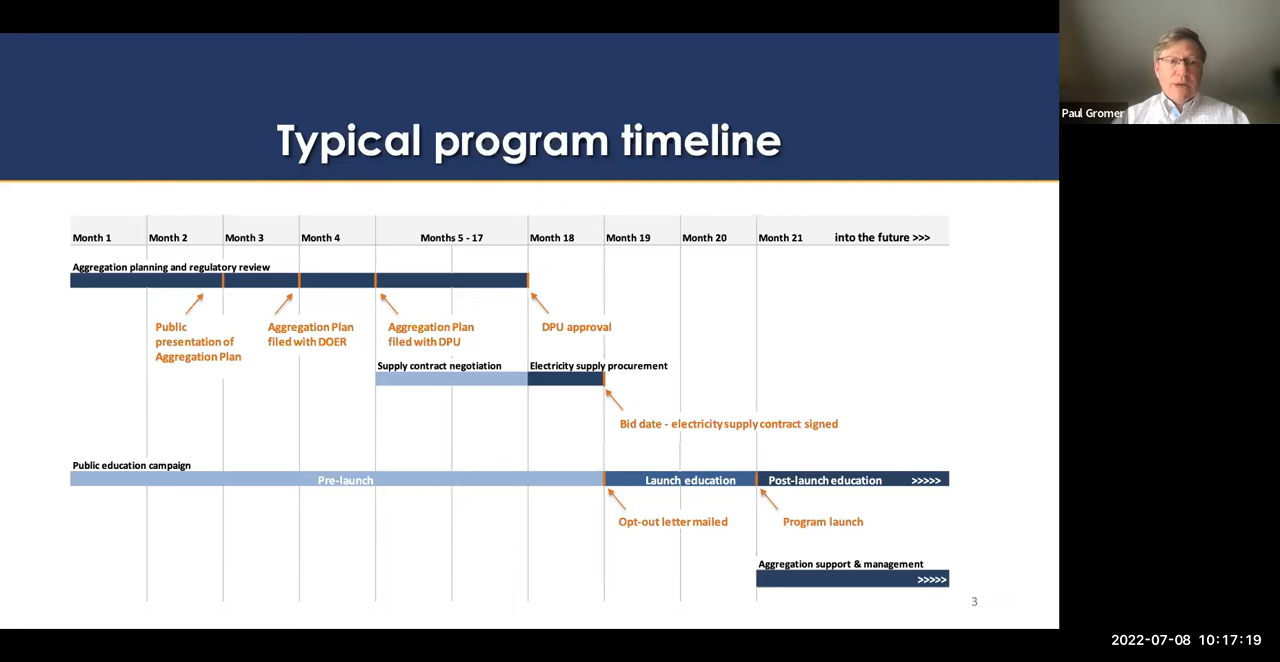 Typical program timeline
Paul Gromer
Month 1 Month 2 Month 3 Month 4 Months 5 - 17 Month 18 Month 19 Month 20 Month 21 into the future >>>
Aggregation planning and regulatory review
Public
presentation of
Aggregation Plan
Aggregation Plan
filed with DOER
Aggregation Plan
filed with DPU
DPU approval
Supply contract negotiation
Electricity supply procurement
Bid date - electricity supply contract signed
Public education campaign
Pre-launch
Launch education
Post-launch education >>>>>
Opt-out letter mailed
Program launch
Aggregation support & management
>>>>>
3
2022-07-08 10:17:19